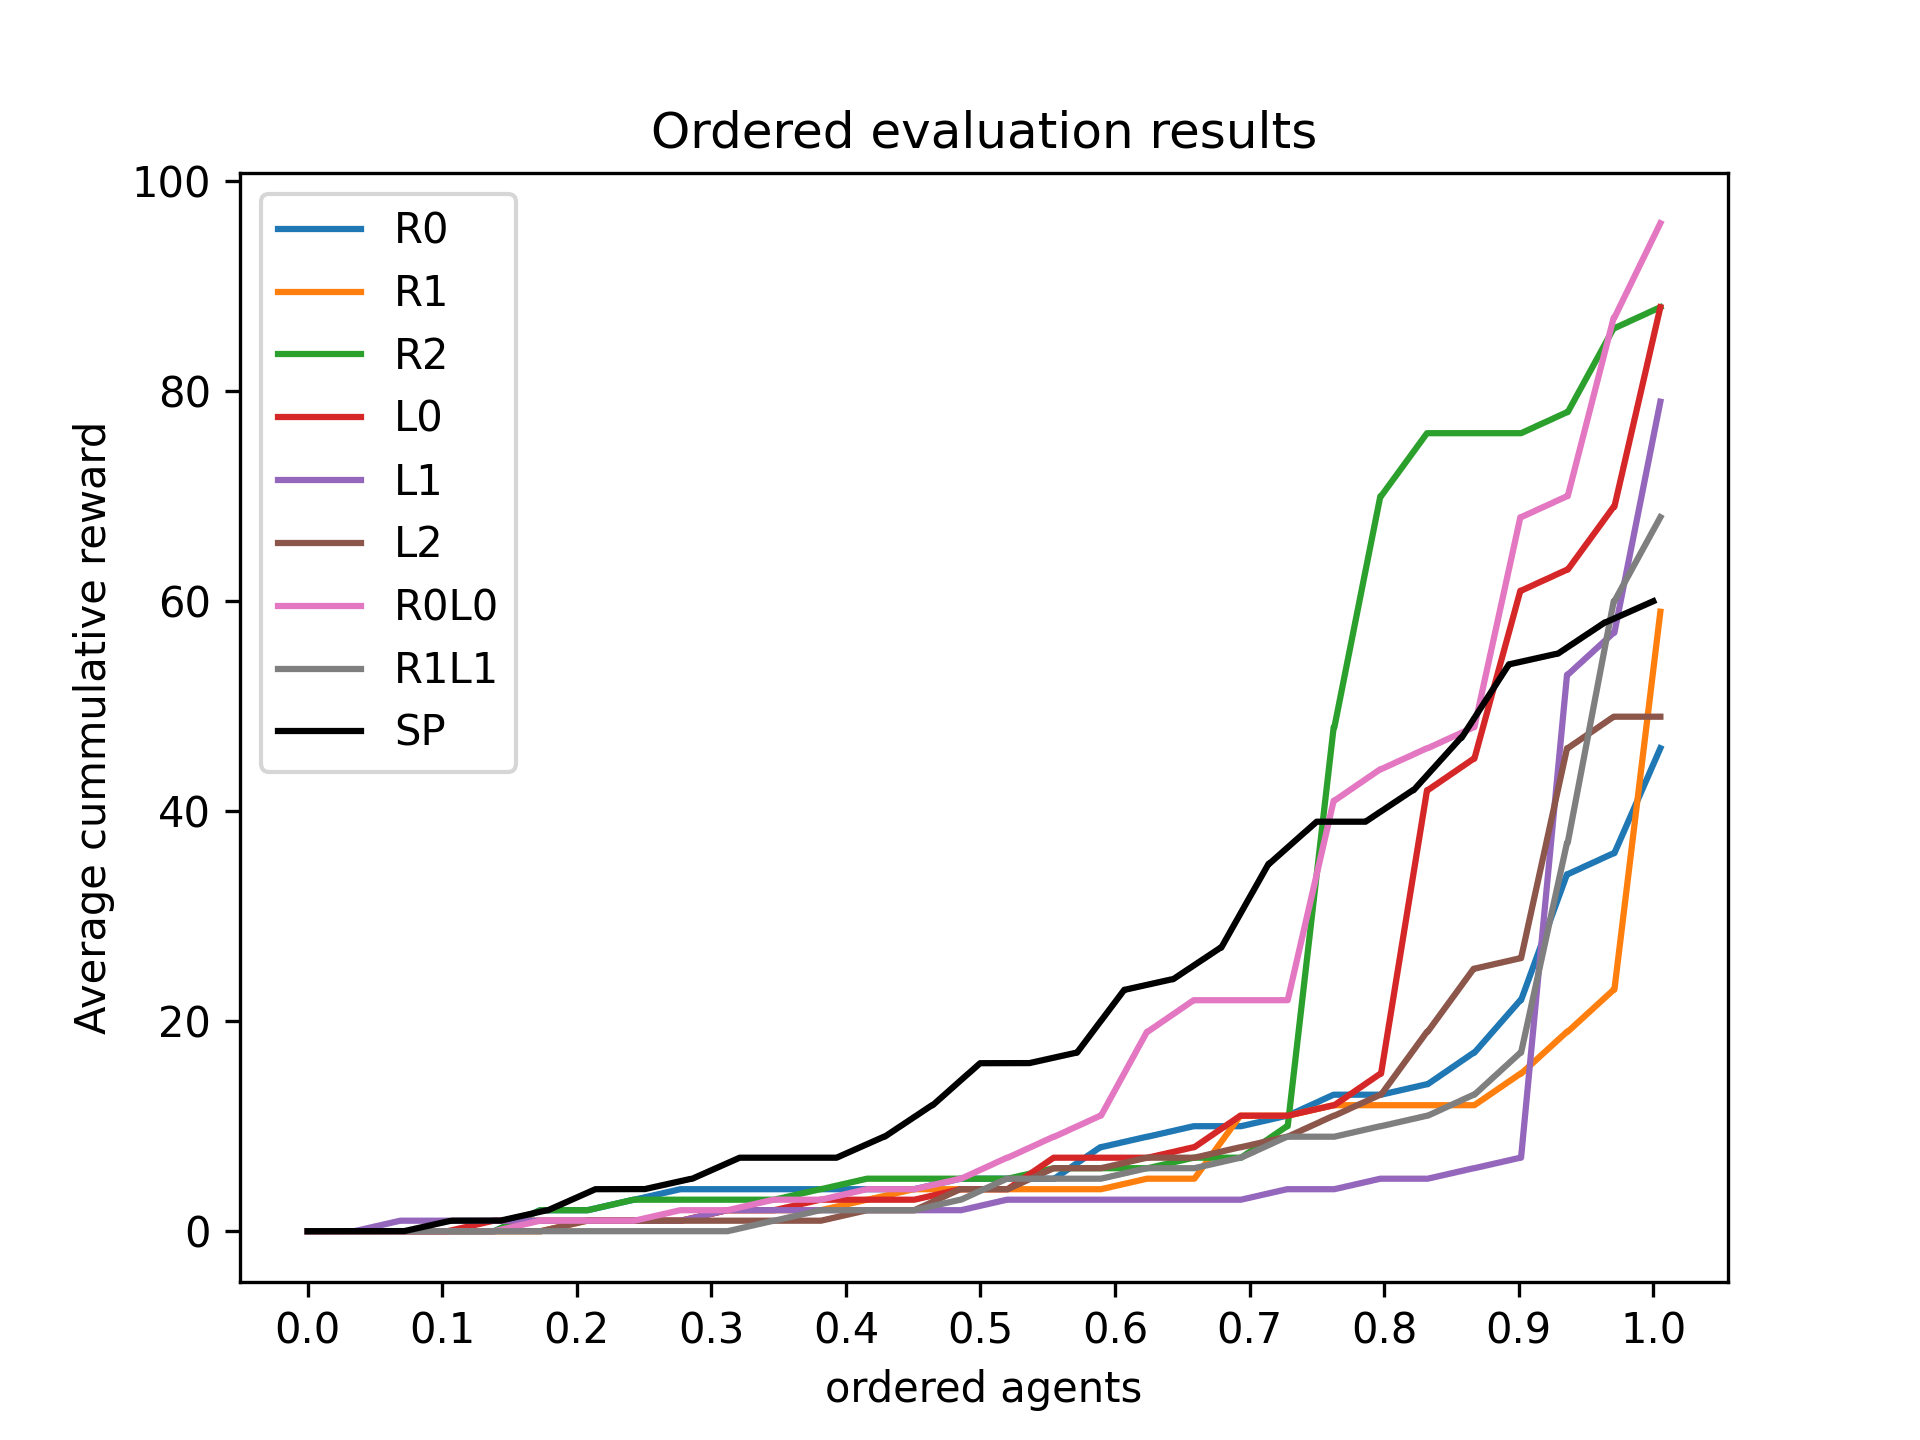 Ordered evaluation results
Average cummulative reward
100
80
60
40
20
0
R0
R1
R2
L0
L1
L2
R0L0
R1L1
SP
0.0 0.1 0.2 0.3 0.4 0.5 0.6 0.7 0.8 0.9 1.0
ordered agents